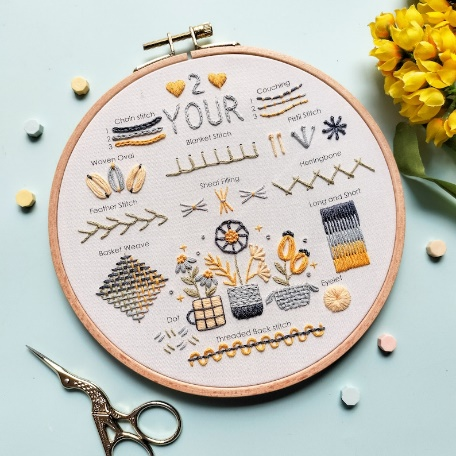 2
YOUR
Chain stitch
1
2
3
Couching
1
2
3
Blanket Stitch
Petil Stitch
Woven Oval
Herringbone
Sheaf Filling
Feather Stitch
Long and Short
Basket Weave
Eyelet
Dot
Threaded Back stitch